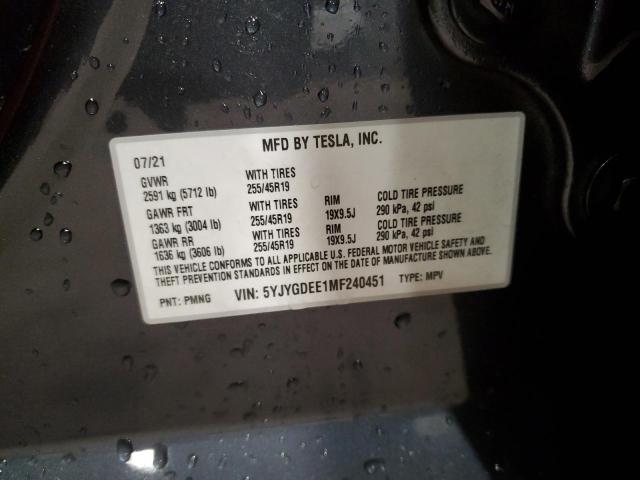 MFD BY TESLA, INC.
07/21
GVWR WITH TIRES
2591 kg (5712 lb) 255/45R19
GAWR FRT WITH TIRES RIM COLD TIRE PRESSURE
1363 kg (3004 lb) 255/45R19 19X9.5J 290 kPa, 42 psi
GAWR RR WITH TIRES RIM COLD TIRE PRESSURE
1636 kg (3606 lb) 255/45R19 19X9.5J 290 kPa, 42 psi
THIS VEHICLE CONFORMS TO ALL APPLICABLE U.S. FEDERAL MOTOR VEHICLE SAFETY AND
THEFT PREVENTION STANDARDS IN EFFECT ON THE DATE OF MANUFACTURE SHOWN ABOVE.
PNT: PMNG VIN: 5YJYGDEE1MF240451 TYPE: MPV